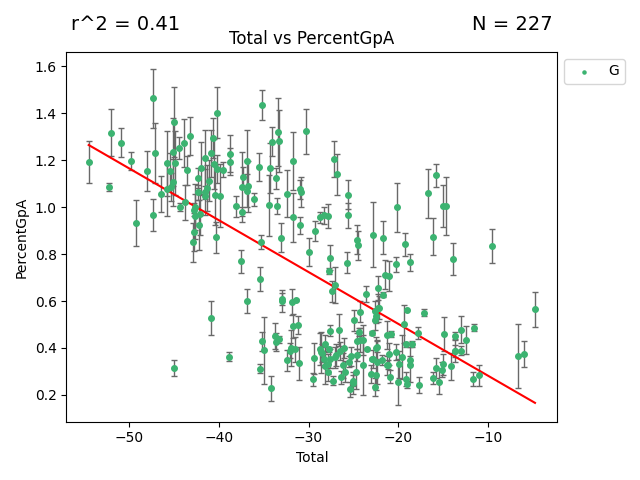 r^2 = 0.41
N = 227
Total vs PercentGpA
G
1.6
1.4
1.2
1.0
0.8
0.6
0.4
0.2
PercentGpA
−50
−40
−30
−20
−10
Total